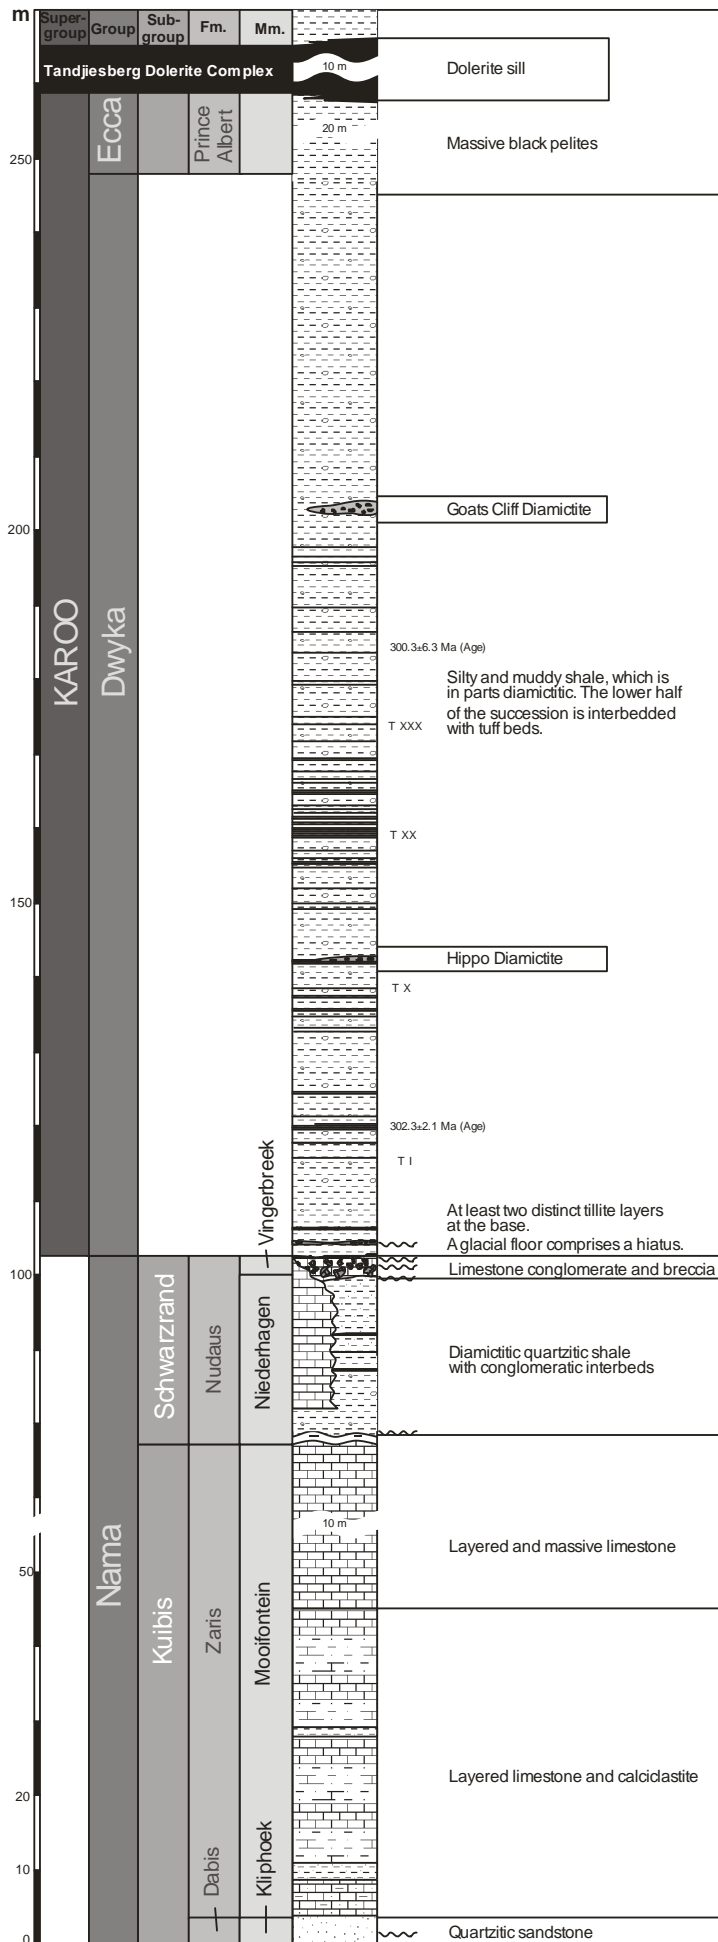 m
Super-
group
Group
Sub-
group
Fm.
Mm.
Tandjiesberg Dolerite Complex
10 m
Dolerite sill
Ecca
Prince
Albert
20 m
Massive black pelites
250
Goats Cliff Diamictite
200
KAROO
Dwyka
300.3±6.3 Ma (Age)
Silty and muddy shale, which is
in parts diamictitic. The lower half
of the succession is interbedded
with tuff beds.
T XXX
T XX
150
Hippo Diamictite
T X
302.3±2.1 Ma (Age)
T I
Vingerbreek
At least two distinct tillite layers
at the base.
A glacial floor comprises a hiatus.
Limestone conglomerate and breccia
100
Schwarzrand
Nudaus
Niederhagen
Diamictitic quartzitic shale
with conglomeratic interbeds
10 m
Layered and massive limestone
50
Nama
Kuibis
Zaris
Mooifontein
Layered limestone and calciclastite
20
10
Dabis
Kliphoek
Quartzitic sandstone
0